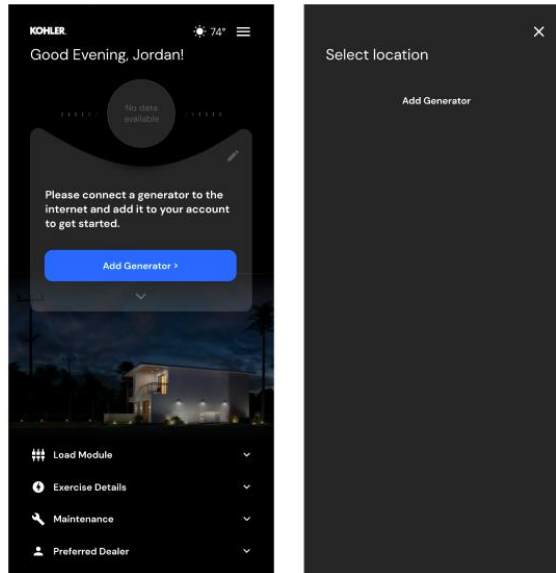 KOHLER.
74°
Good Evening, Jordan!
No data
available
Please connect a generator to the
internet and add it to your account
to get started.
Add Generator >
Load Module
Exercise Details
Maintenance
Preferred Dealer
Select location
Add Generator